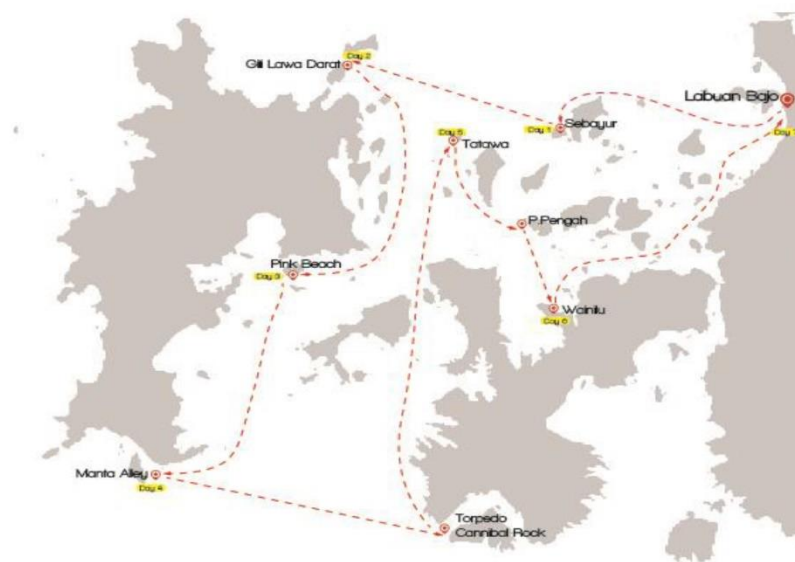 Day 2
Gili Lawa Darat
Labuan Bajo
Day 1
Sebayur
Day 5
Tatawa
P.Pengah
Pink Beach
Day 3
Wainilu
Day 6
Manta Alley
Day 4
Torpedo
Cannibal Rock